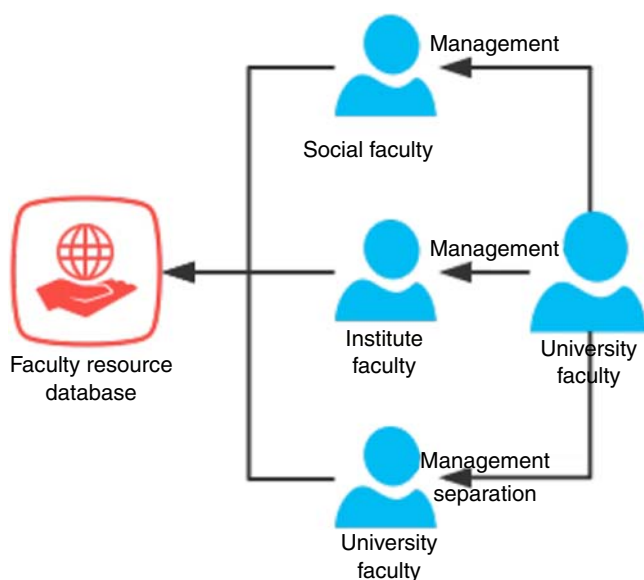 Management
Social faculty
Management
Faculty resource
database
Institute
faculty
University
faculty
Management
separation
University
faculty